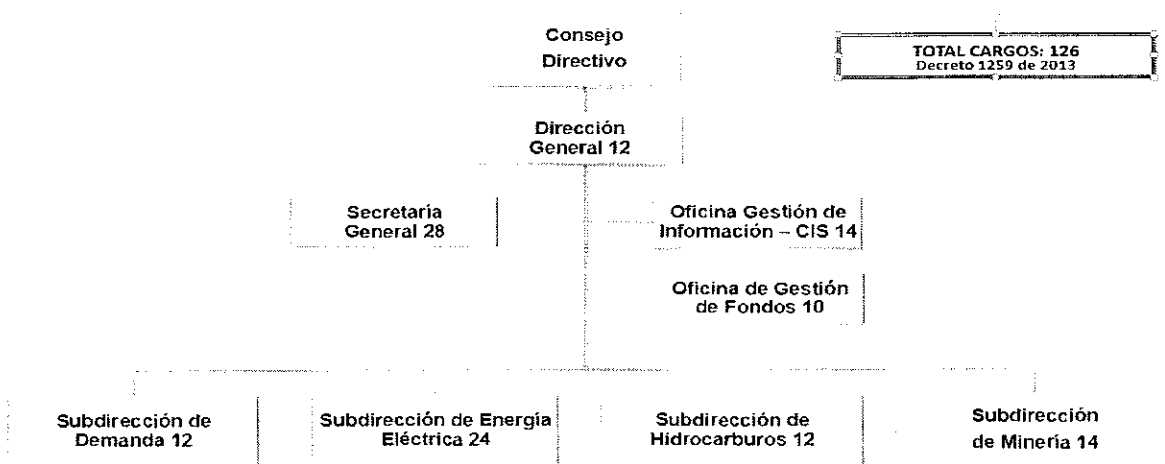 Consejo
Directivo
TOTAL CARGOS: 126
Decreto 1259 de 2013
Dirección
General 12
Secretaría
General 28
Oficina Gestión de
Información – CIS 14
Oficina de Gestión
de Fondos 10
Subdirección de
Demanda 12
Subdirección de Energía
Eléctrica 24
Subdirección de
Hidrocarburos 12
Subdirección
de Minería 14